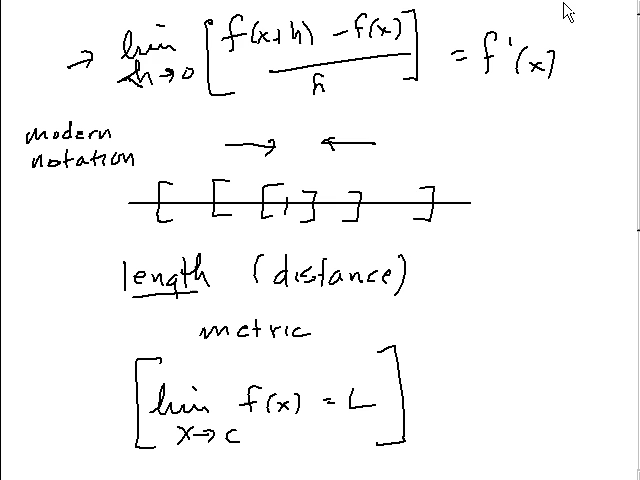 → lim h→0 [ f(x+h) - f(x) / h ] = f'(x)
modern
notation
→ ←
[ [ [ | ] ] ]
length (distance)
metric
[ lim x→c f(x) = L ]